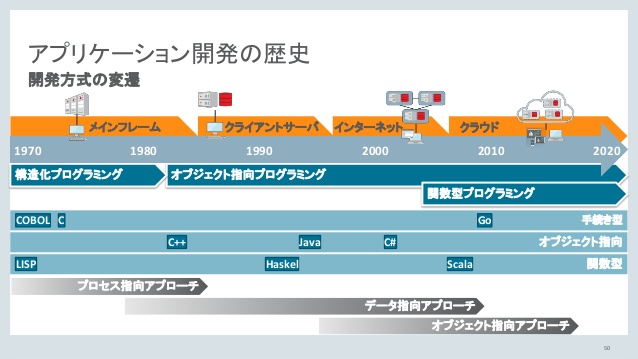 アプリケーション開発の歴史
開発方式の変遷
メインフレーム クライアントサーバ インターネット クラウド
1970 1980 1990 2000 2010 2020
構造化プログラミング オブジェクト指向プログラミング
関数型プログラミング
COBOL C Go 手続き型
C++ Java C# オブジェクト指向
LISP Haskel Scala 関数型
プロセス指向アプローチ
データ指向アプローチ
オブジェクト指向アプローチ
50